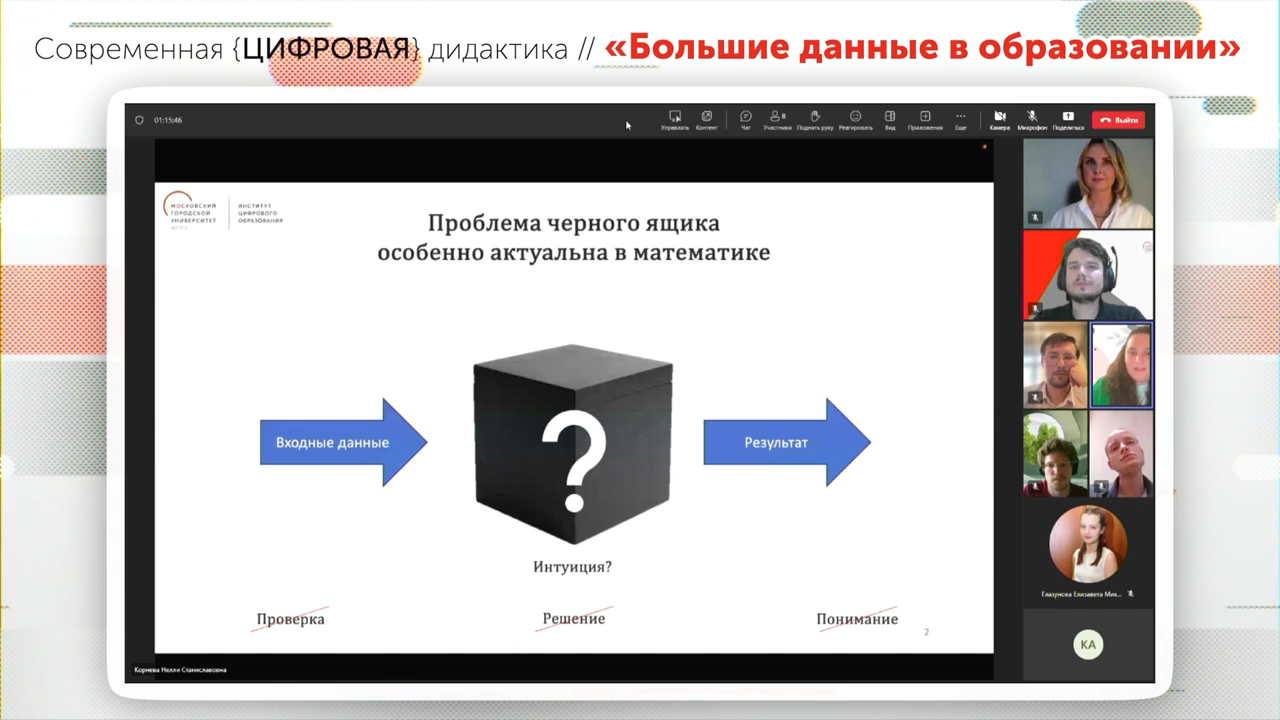 Современная {ЦИФРОВАЯ} дидактика // «Большие данные в образовании»
01:15:46
Управлять
Контент
Чат
Участники
8
Поднять руку
Реагировать
Вид
Приложения
Еще
Камера
Микрофон
Поделиться
Выйти
МОСКОВСКИЙ
ГОРОДСКОЙ
УНИВЕРСИТЕТ
ИНСТИТУТ
ЦИФРОВОГО
ОБРАЗОВАНИЯ
Проблема черного ящика
особенно актуальна в математике
Входные данные
?
Результат
Интуиция?
Проверка
Решение
Понимание
2
Корнева Нелли Станиславовна
Глазунова Елизавета Мих...
КА